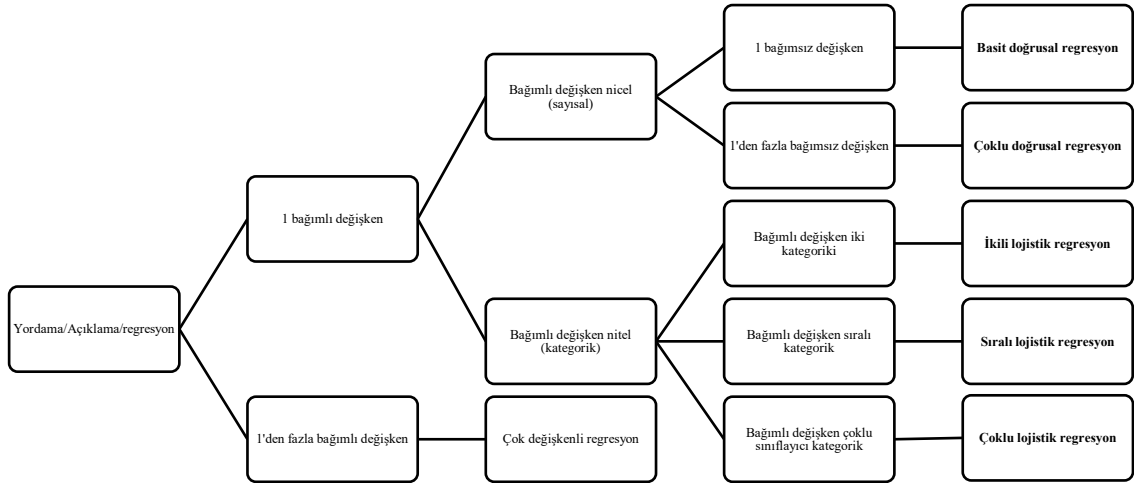 1 bağımsız değişken
Basit doğrusal regresyon
Bağımlı değişken nicel
(sayısal)
1'den fazla bağımsız değişken
Çoklu doğrusal regresyon
1 bağımlı değişken
Bağımlı değişken iki
kategoriki
İkili lojistik regresyon
Yordama/Açıklama/regresyon
Bağımlı değişken nitel
(kategorik)
Bağımlı değişken sıralı
kategorik
Sıralı lojistik regresyon
1'den fazla bağımlı değişken
Çok değişkenli regresyon
Bağımlı değişken çoklu
sınıflayıcı kategorik
Çoklu lojistik regresyon